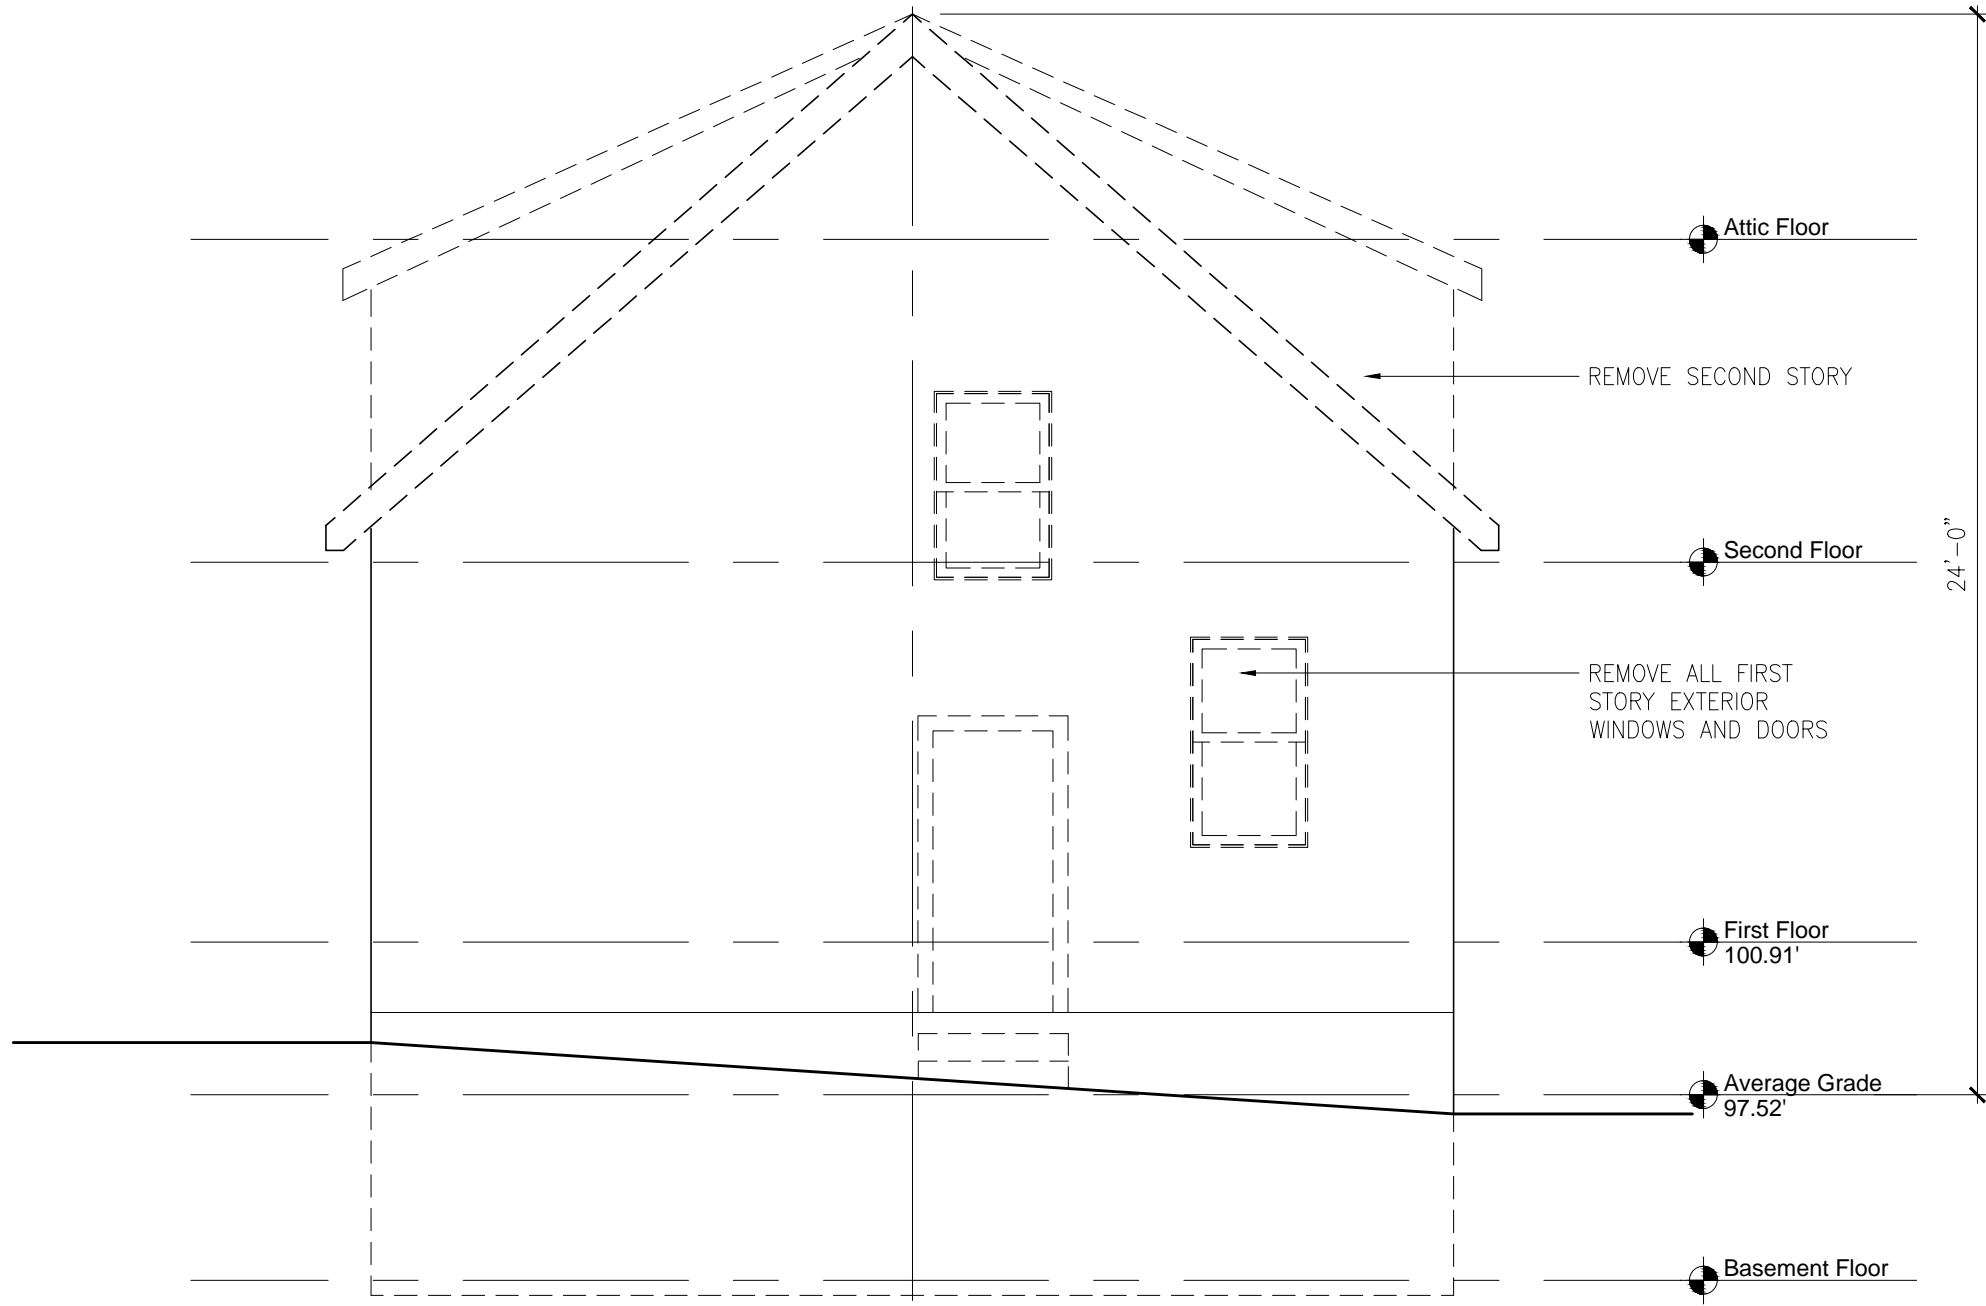 Attic Floor
REMOVE SECOND STORY
24'-0"
Second Floor
REMOVE ALL FIRST
STORY EXTERIOR
WINDOWS AND DOORS
First Floor
100.91'
Average Grade
97.52'
Basement Floor